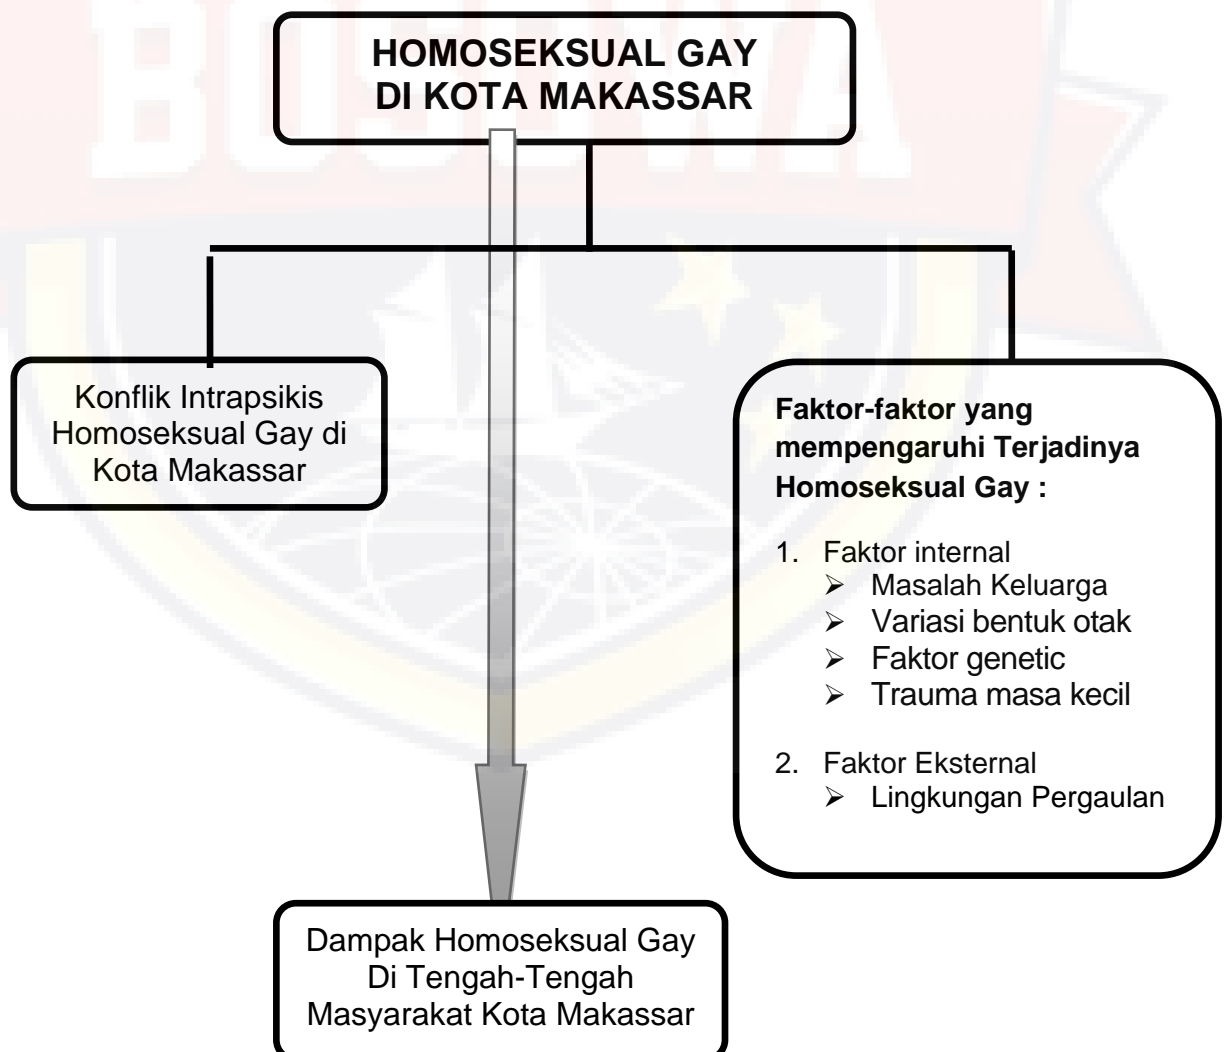 BOSOWA
HOMOSEKSUAL GAY
DI KOTA MAKASSAR
Konflik Intrapsikis
Homoseksual Gay di
Kota Makassar
Faktor-faktor yang
mempengaruhi Terjadinya
Homoseksual Gay :
1. Faktor internal
➢ Masalah Keluarga
➢ Variasi bentuk otak
➢ Faktor genetic
➢ Trauma masa kecil
2. Faktor Eksternal
➢ Lingkungan Pergaulan
Dampak Homoseksual Gay
Di Tengah-Tengah
Masyarakat Kota Makassar